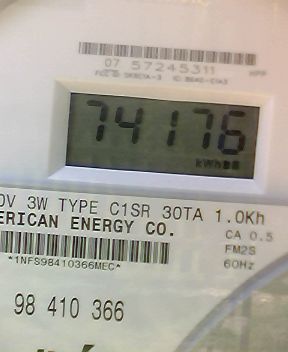 07 57245311
74176
kWh
0V 3W TYPE C1SR 30TA 1.0Kh
ERICAN ENERGY CO.
CA 0.5
FM2S
*1NFS98410366MEC*
60Hz
98 410 366